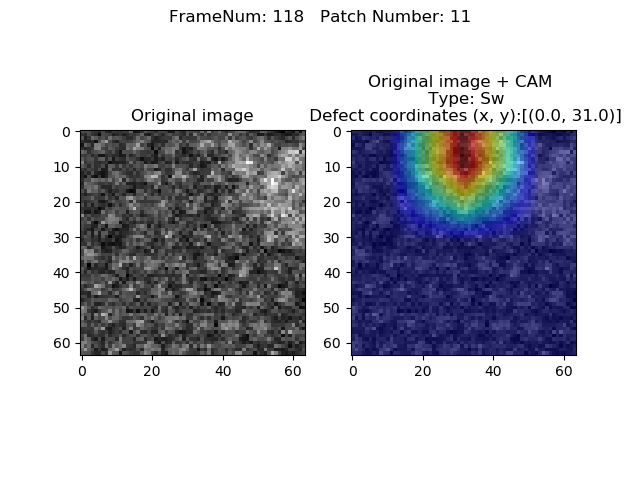 FrameNum: 118   Patch Number: 11
Original image
Original image + CAM
Type: Sw
Defect coordinates (x, y):[(0.0, 31.0)]
0
10
20
30
40
50
60
0 20 40 60
0
10
20
30
40
50
60
0 20 40 60